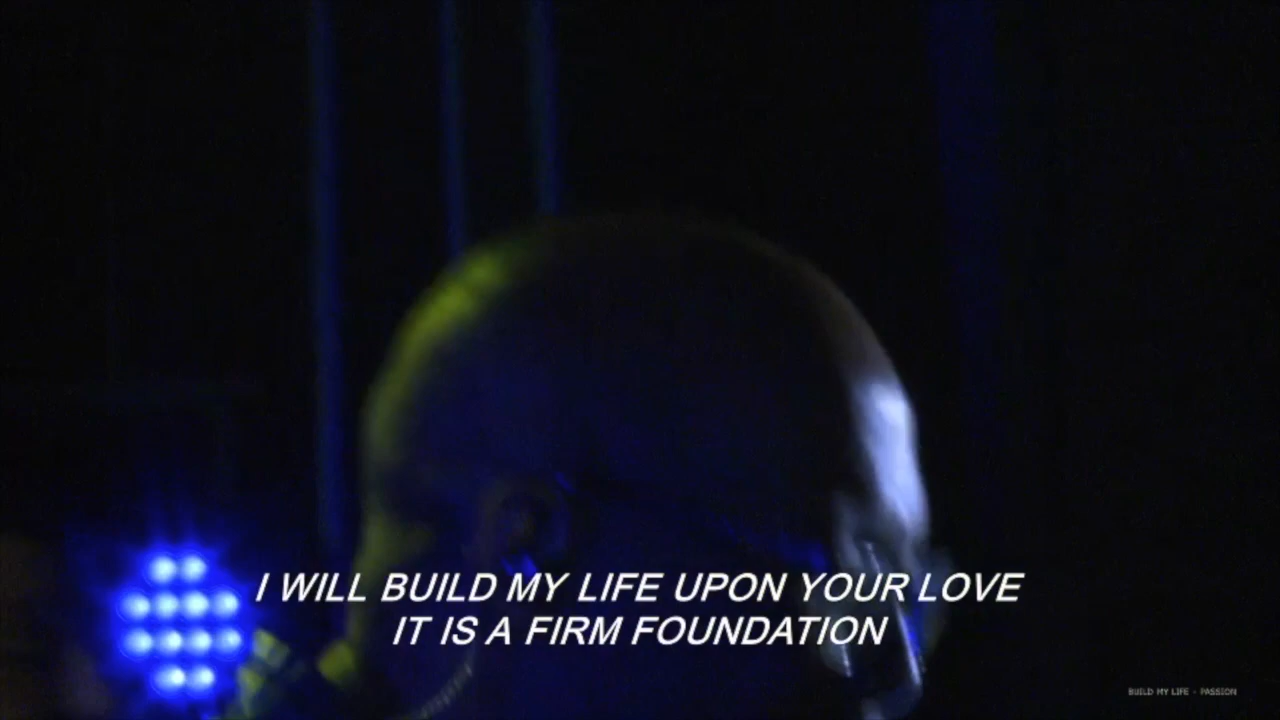 I WILL BUILD MY LIFE UPON YOUR LOVE
IT IS A FIRM FOUNDATION
BUILD MY LIFE - PASSION